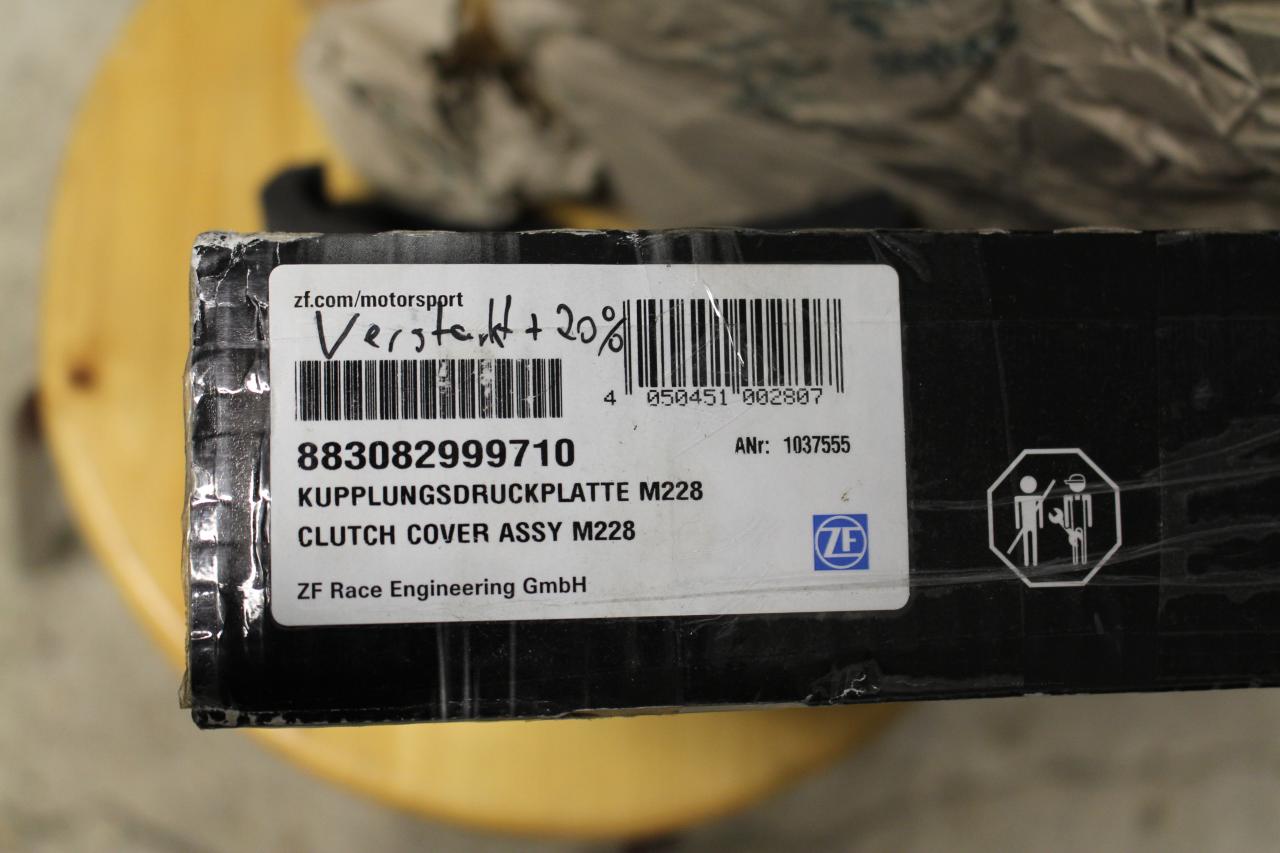 zf.com/motorsport
Verstarkt + 20%
4 050451 002807
883082999710
ANr: 1037555
KUPPLUNGSDRUCKPLATTE M228
CLUTCH COVER ASSY M228
ZF
ZF Race Engineering GmbH